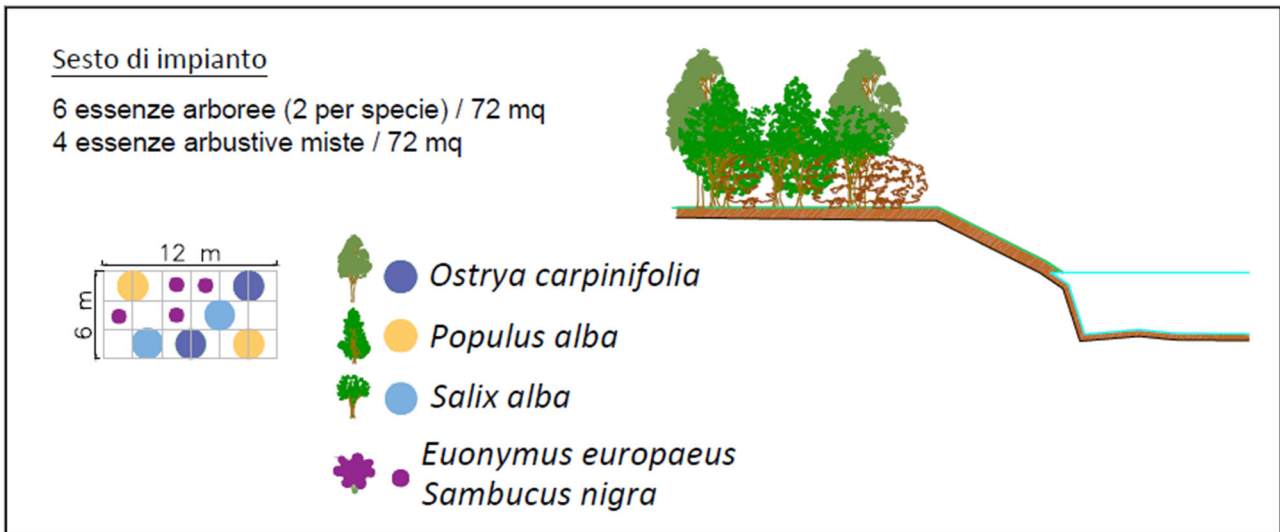 Sesto di impianto
6 essenze arboree (2 per specie) / 72 mq
4 essenze arbustive miste / 72 mq
12 m
6 m
Ostrya carpinifolia
Populus alba
Salix alba
Euonymus europaeus
Sambucus nigra